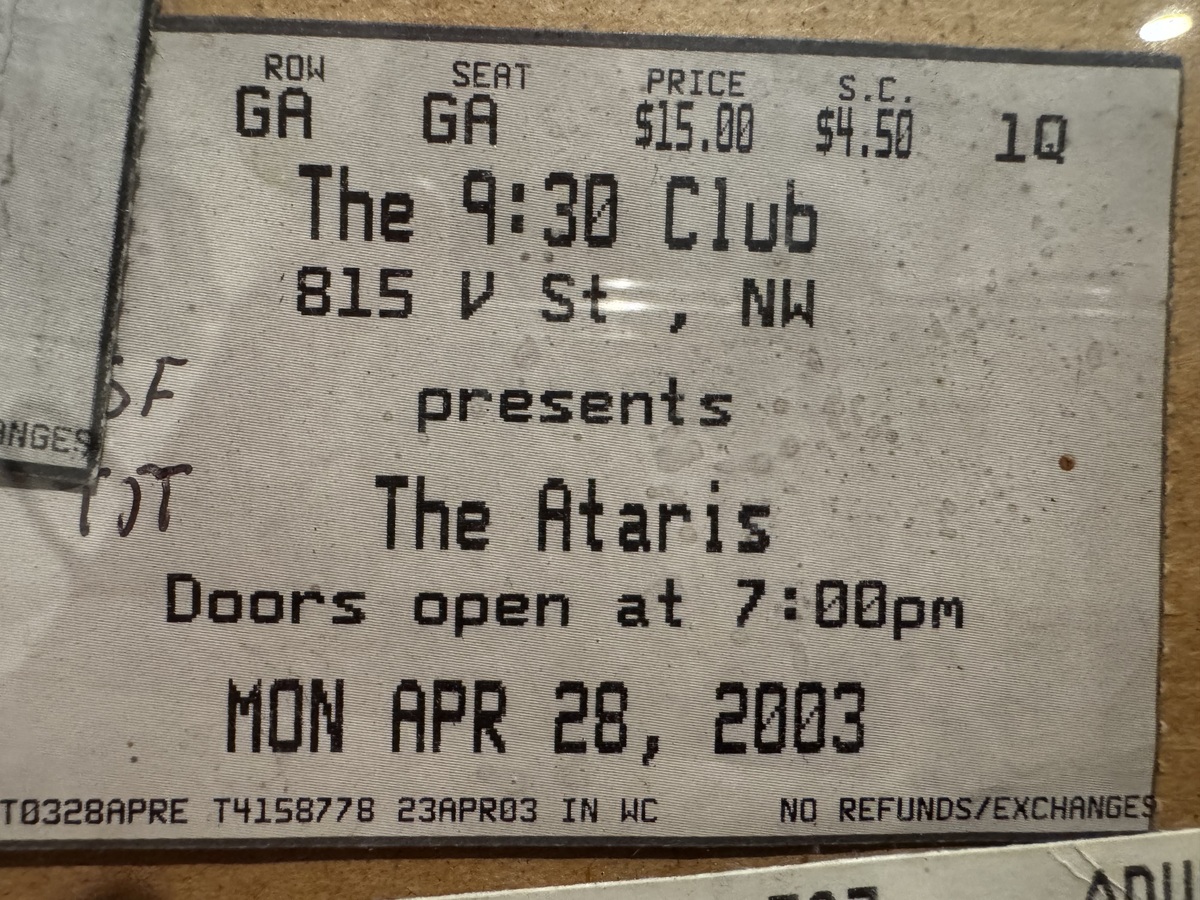 ROW SEAT PRICE S.C.
GA GA $15.00 $4.50 1Q
The 9:30 Club
815 V St , NW
presents
The Ataris
Doors open at 7:00pm
MON APR 28, 2003
T0328APRE T4158778 23APR03 IN WC NO REFUNDS/EXCHANGES